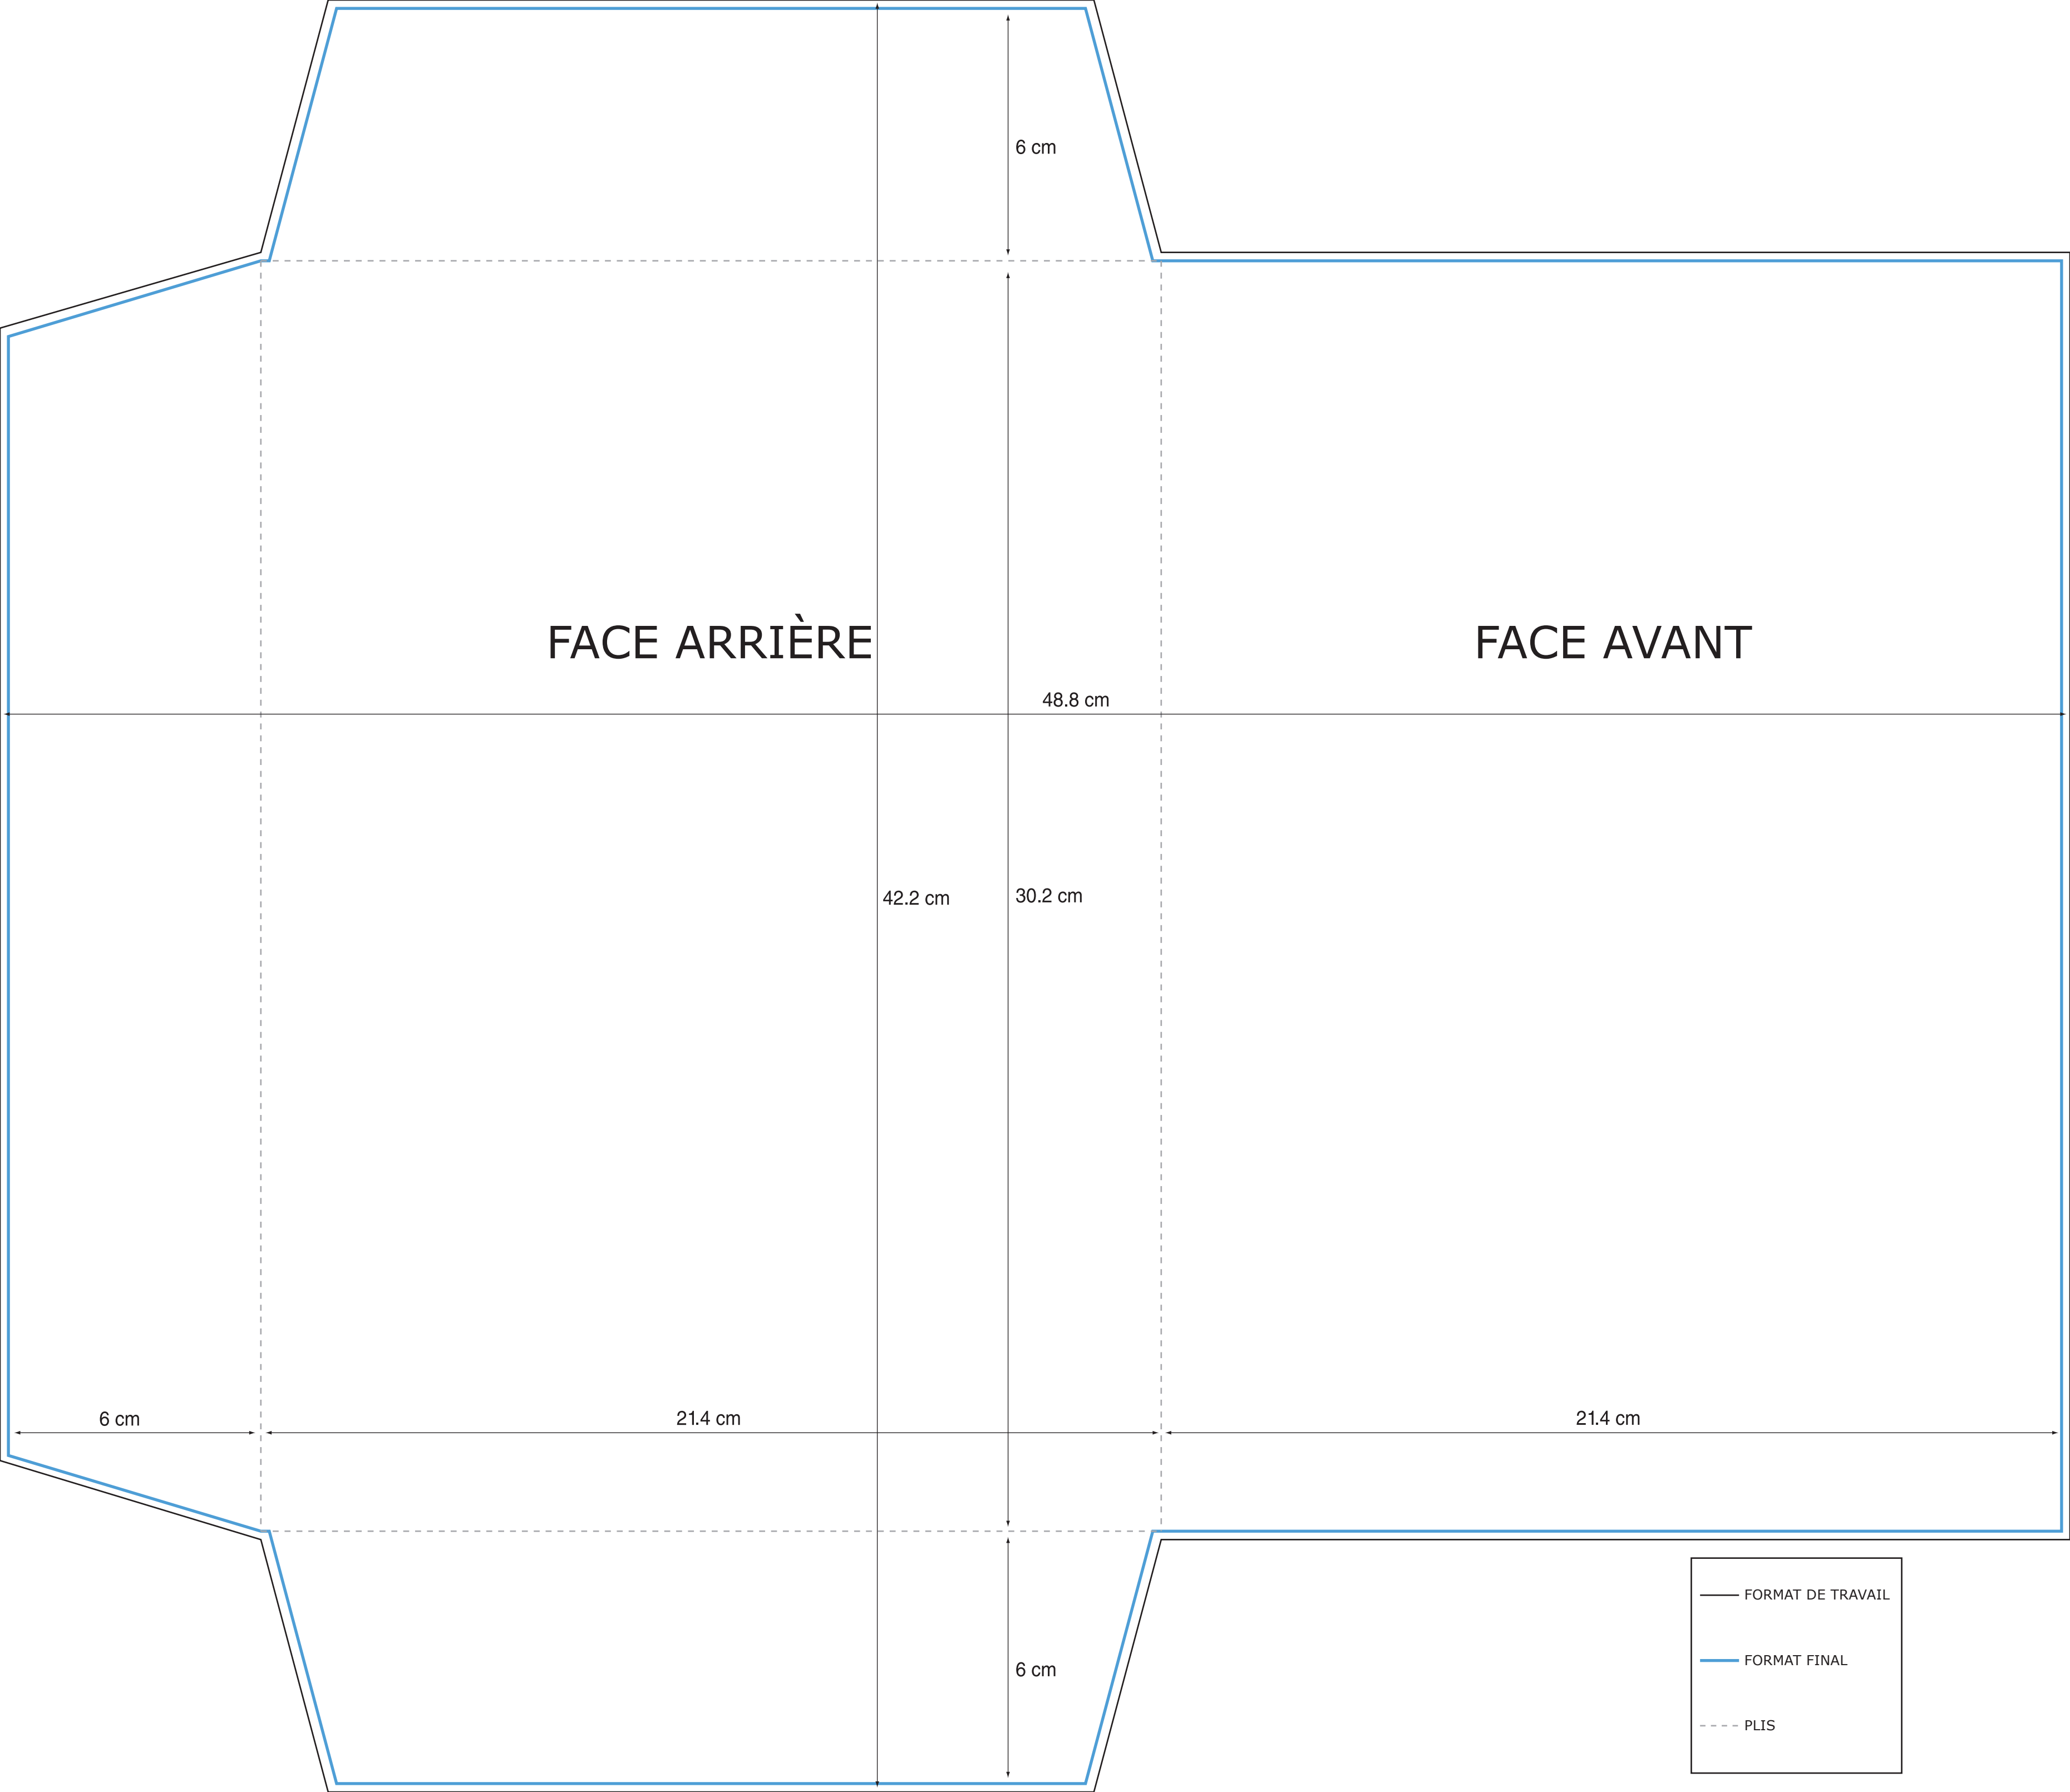 6 cm
FACE ARRIÈRE
FACE AVANT
48.8 cm
42.2 cm
30.2 cm
6 cm
21.4 cm
21.4 cm
FORMAT DE TRAVAIL
FORMAT FINAL
6 cm
PLIS